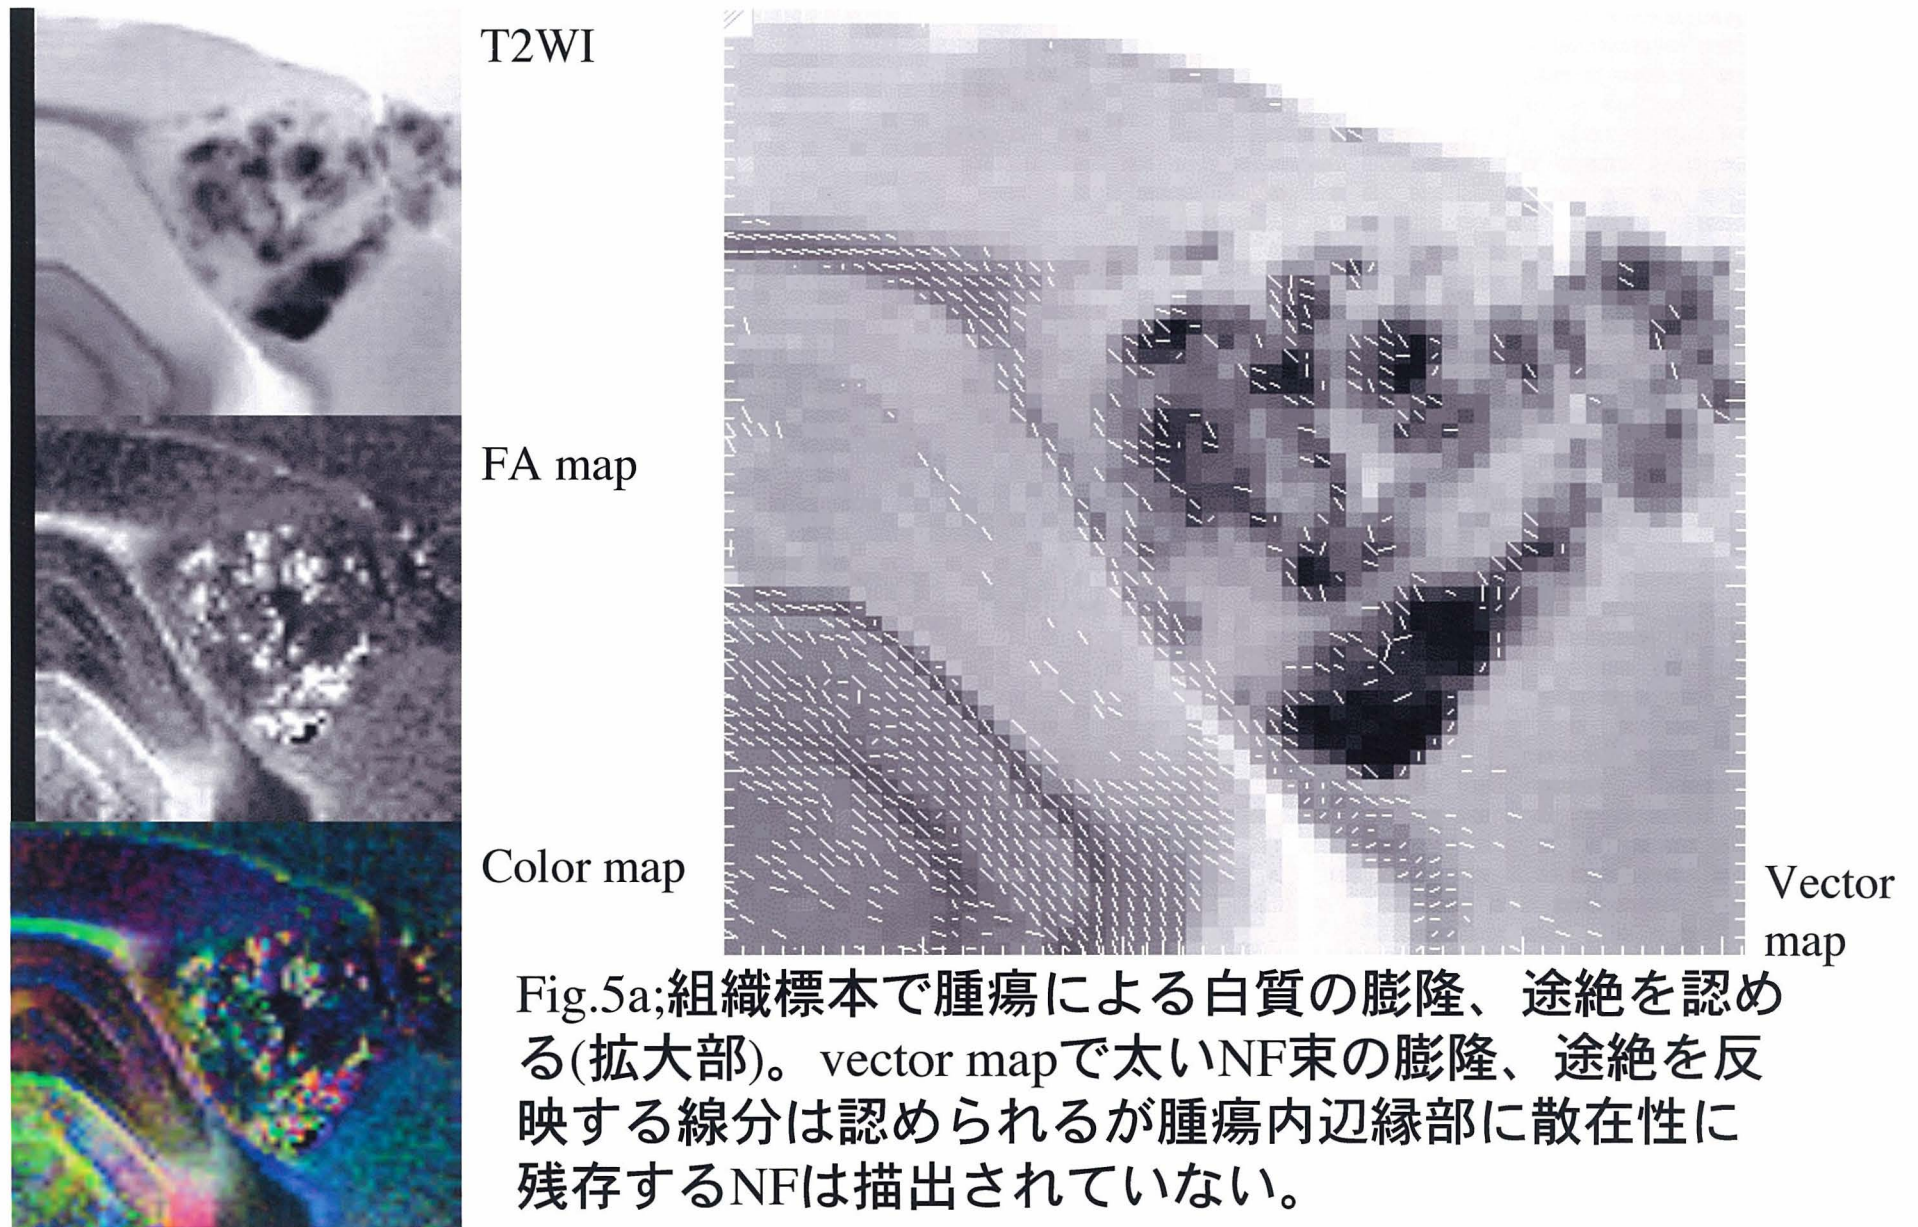 T2WI
FA map
Color map
Vector
map
Fig.5a;組織標本で腫瘍による白質の膨隆、途絶を認め
る(拡大部)。vector mapで太いNF束の膨隆、途絶を反
映する線分は認められるが腫瘍内辺縁部に散在性に
残存するNFは描出されていない。